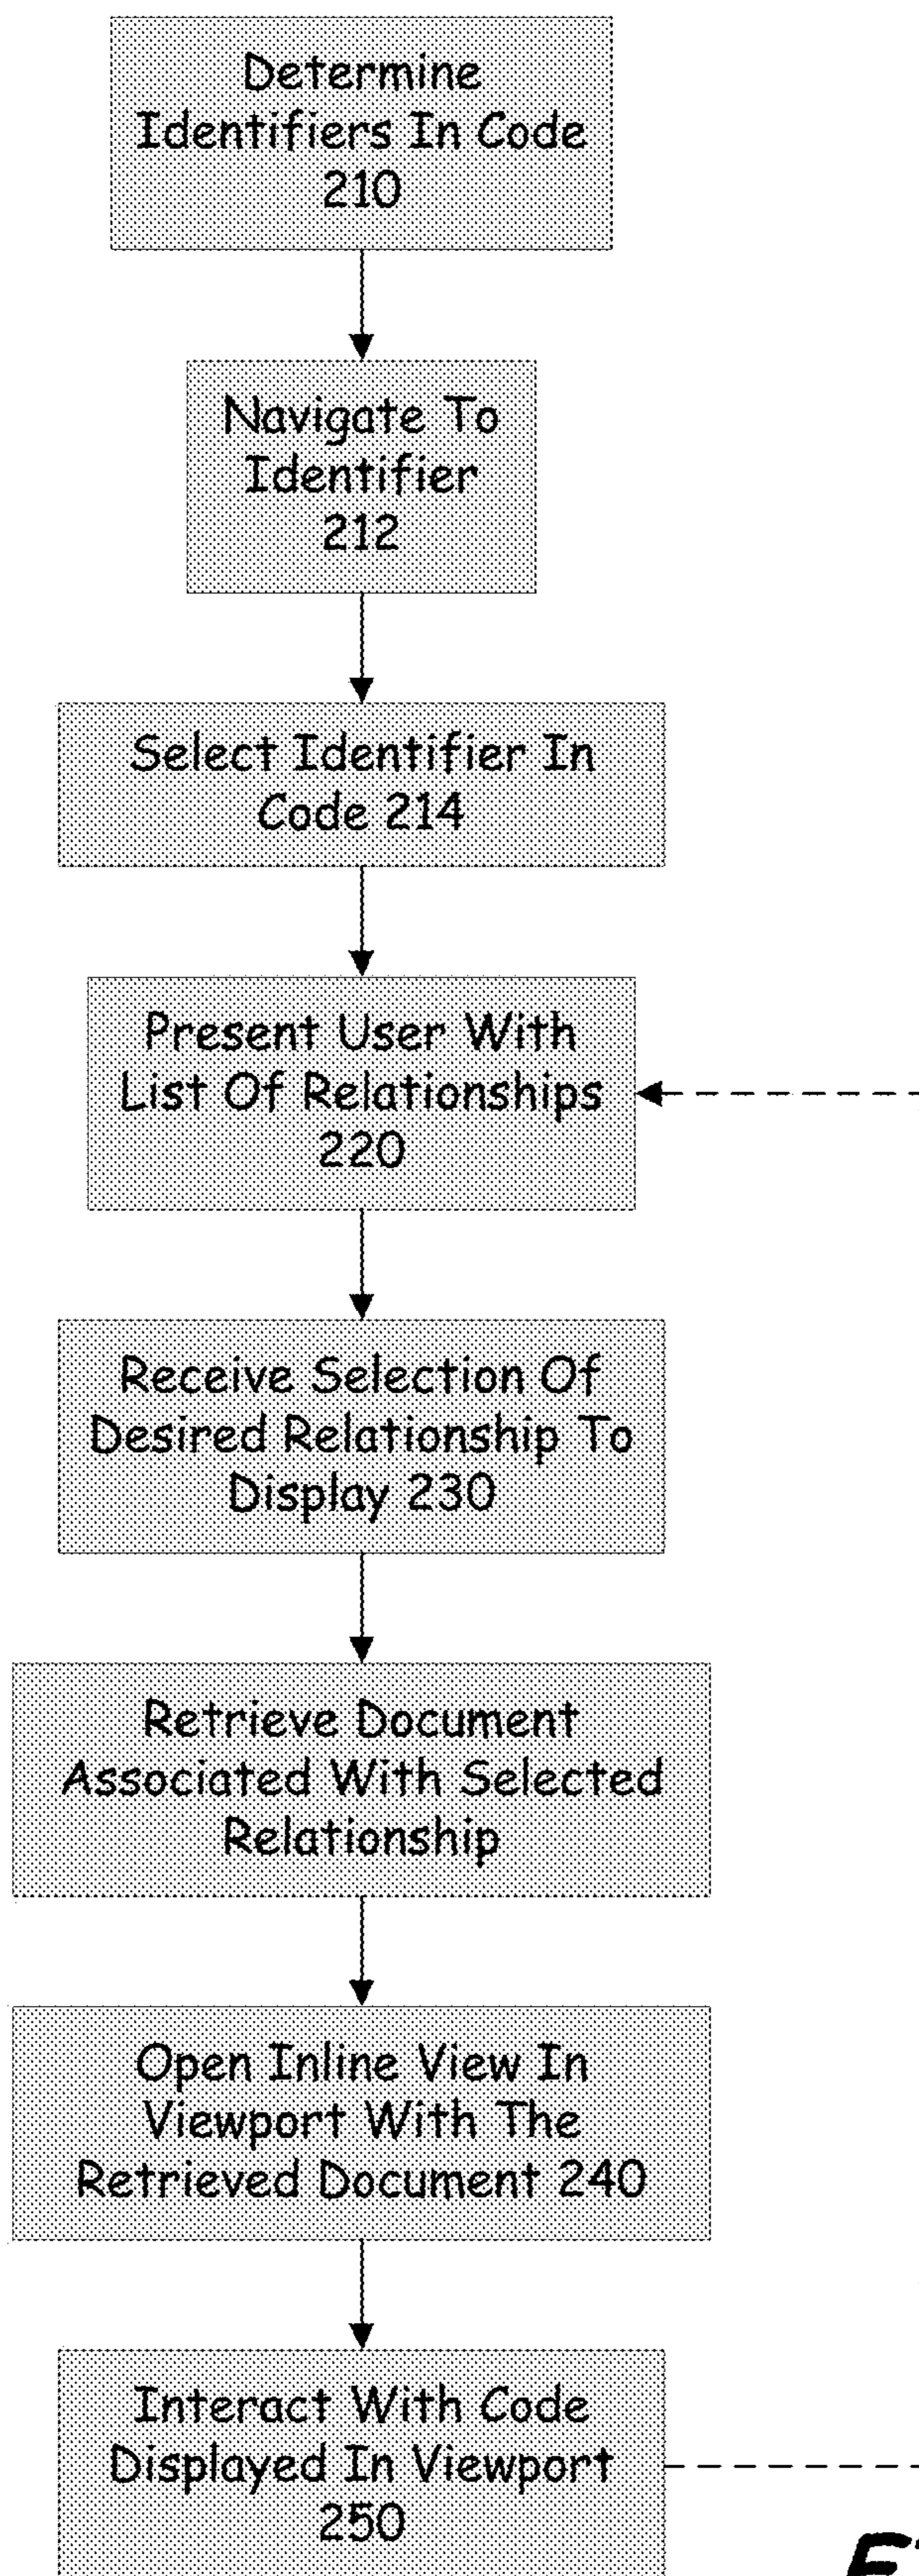 Determine
Identifiers In Code
210
Navigate To
Identifier
212
Select Identifier In
Code 214
Present User With
List Of Relationships
220
Receive Selection Of
Desired Relationship To
Display 230
Retrieve Document
Associated With Selected
Relationship
Open Inline View In
Viewport With The
Retrieved Document 240
Interact With Code
Displayed In Viewport
250